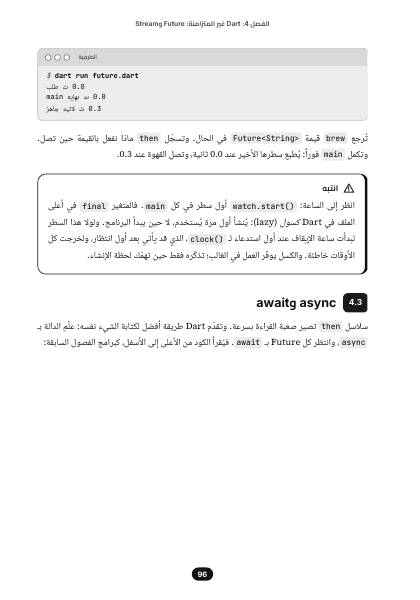 الفصل 4: Dart غير المتزامنة: Future وStream
الطرفية
$ dart run future.dart
0.0 ث طلب
0.0 ث نهاية main
0.3 ث لاتيه جاهز
تُرجع brew قيمة Future<String> في الحال. وتسجّل then ماذا نفعل بالقيمة حين تصل.
وتكمل main فوراً: يُطبع سطرها الأخير عند 0.0 ثانية، وتصل القهوة عند 0.3.
انتبه
انظر إلى الساعة: watch.start() أول سطر في كل main. فالمتغير final في أعلى
الملف في Dart كسول (lazy): يُنشأ أول مرة يُستخدم، لا حين يبدأ البرنامج. ولولا هذا السطر
لبدأت ساعة الإيقاف عند أول استدعاء لـ clock()، الذي قد يأتي بعد أول انتظار، ولخرجت كل
الأوقات خاطئة. والكسل يوفّر العمل في الغالب؛ تذكّره فقط حين تهمّك لحظة الإنشاء.
4.3 async وawait
سلاسل then تصير صعبة القراءة بسرعة. وتقدّم Dart طريقة أفضل لكتابة الشيء نفسه: علّم الدالة بـ
async، وانتظر كل Future بـ await. فيُقرأ الكود من الأعلى إلى الأسفل، كبرامج الفصول السابقة:
96